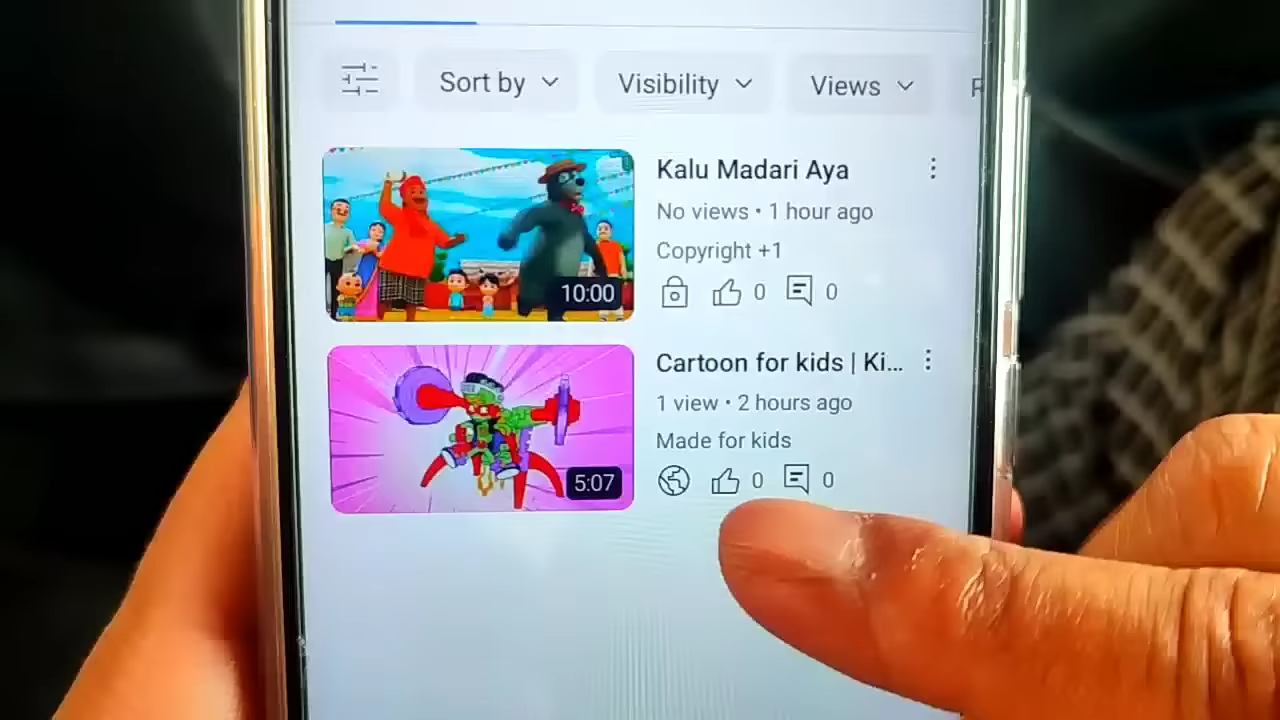 Sort by
Visibility
Views
Kalu Madari Aya
No views • 1 hour ago
Copyright +1
10:00
0
0
Cartoon for kids | Ki...
1 view • 2 hours ago
Made for kids
5:07
0
0